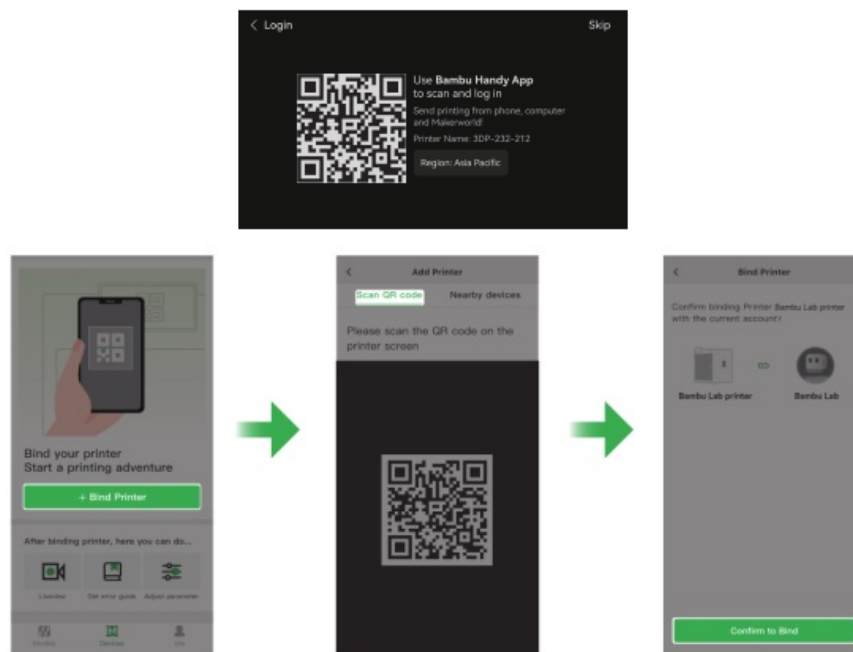 Login
Skip
Use Bambu Handy App
to scan and log in
Send printing from phone, computer
and Makerworld!
Printer Name: 3DP-232-212
Region: Asia Pacific
Bind your printer
Start a printing adventure
+ Bind Printer
After binding printer, here you can do...
Liveview
Get error guide
Adjust parameter
Devices
Me
Add Printer
Scan QR code
Nearby devices
Please scan the QR code on the
printer screen
Bind Printer
Confirm binding Printer Bambu Lab printer
with the current account?
Bambu Lab printer
Bambu Lab
Confirm to Bind